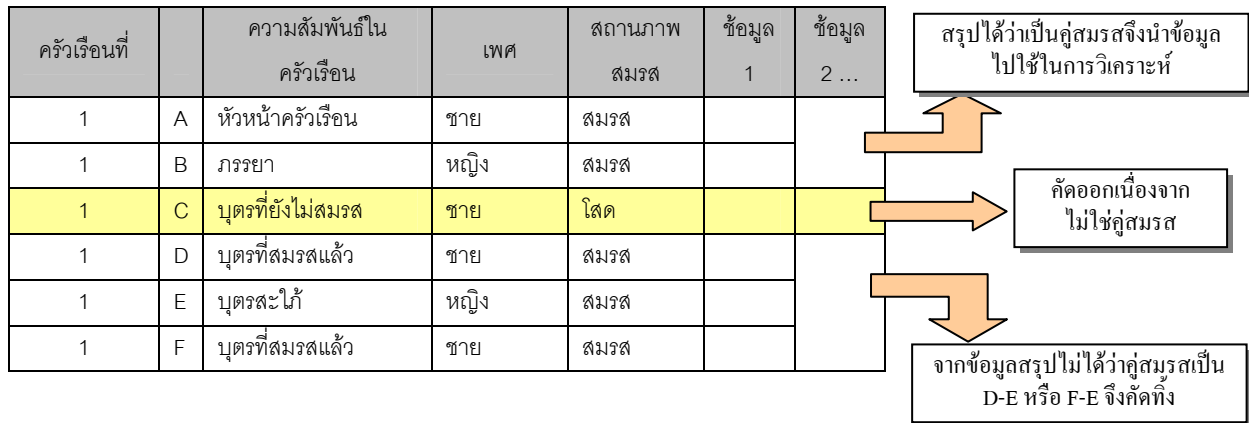 ครัวเรือนที่ ความสัมพันธ์ใน เพศ สถานภาพ ช้อมูล ช้อมูล
ครัวเรือน สมรส 1 2 …
1 A หัวหน้าครัวเรือน ชาย สมรส
1 B ภรรยา หญิง สมรส
1 C บุตรที่ยังไม่สมรส ชาย โสด
1 D บุตรที่สมรสแล้ว ชาย สมรส
1 E บุตรสะใภ้ หญิง สมรส
1 F บุตรที่สมรสแล้ว ชาย สมรส
สรุปได้ว่าเป็นคู่สมรสจึงนำข้อมูล
ไปใช้ในการวิเคราะห์
คัดออกเนื่องจาก
ไม่ใช่คู่สมรส
จากข้อมูลสรุปไม่ได้ว่าคู่สมรสเป็น
D-E หรือ F-E จึงคัดทิ้ง